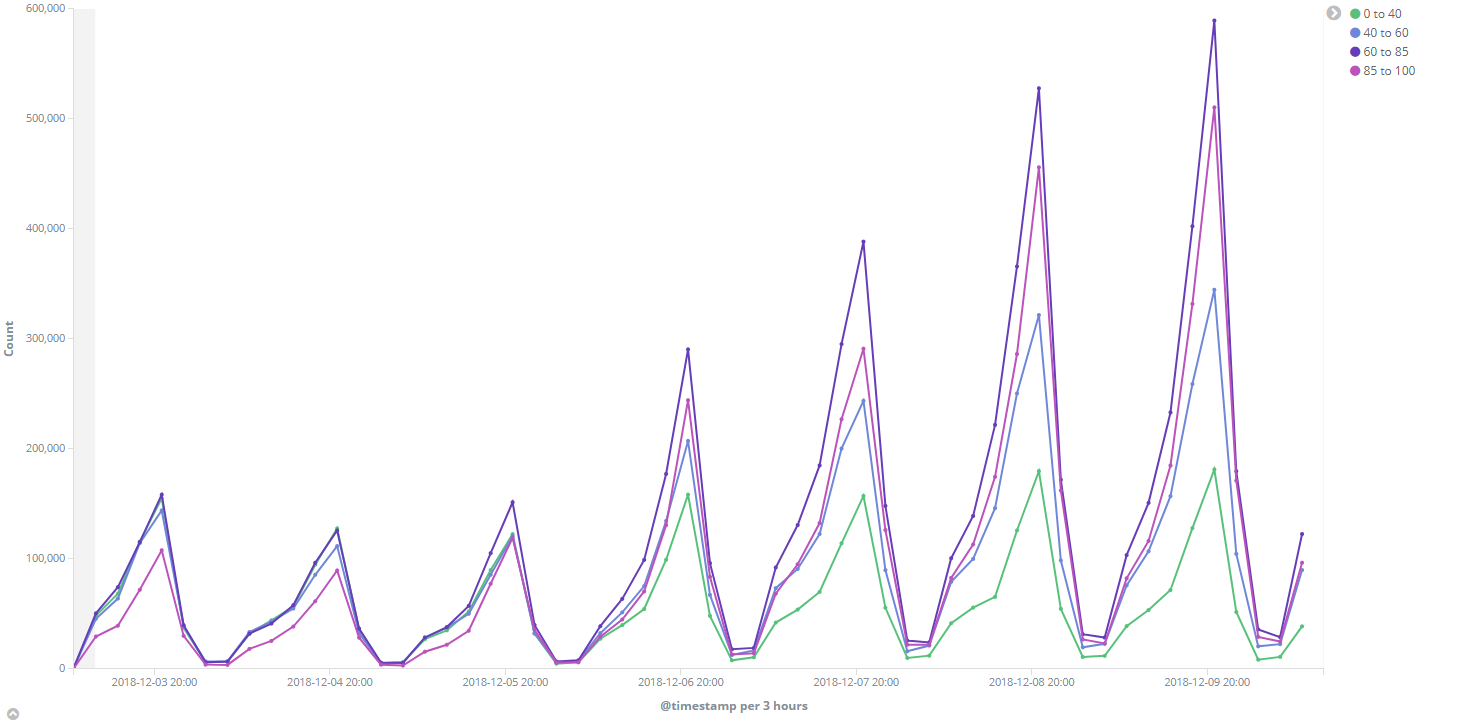 600,000
500,000
400,000
300,000
200,000
100,000
0
Count
2018-12-03 20:00
2018-12-04 20:00
2018-12-05 20:00
2018-12-06 20:00
2018-12-07 20:00
2018-12-08 20:00
2018-12-09 20:00
@timestamp per 3 hours
0 to 40
40 to 60
60 to 85
85 to 100